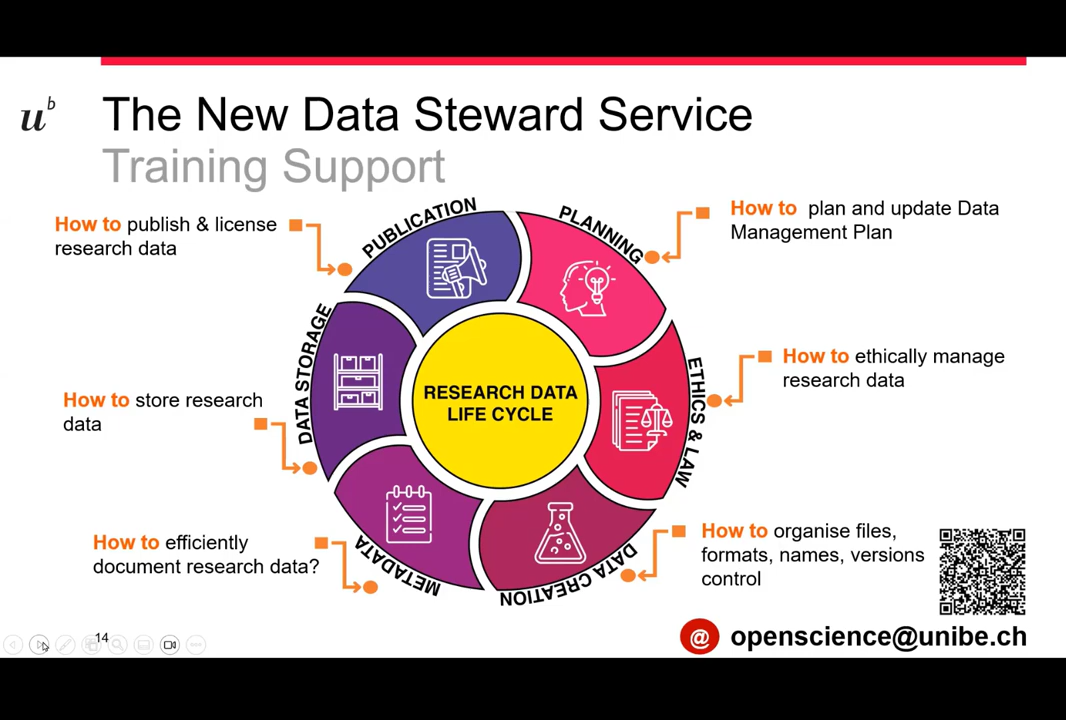 u^b
The New Data Steward Service
Training Support
How to publish & license
research data
PUBLICATION
PLANNING
How to plan and update Data
Management Plan
DATA STORAGE
RESEARCH DATA
LIFE CYCLE
ETHICS & LAW
How to ethically manage
research data
How to store research
data
How to efficiently
document research data?
METADATA
DATA CREATION
How to organise files,
formats, names, versions
control
14
@ openscience@unibe.ch